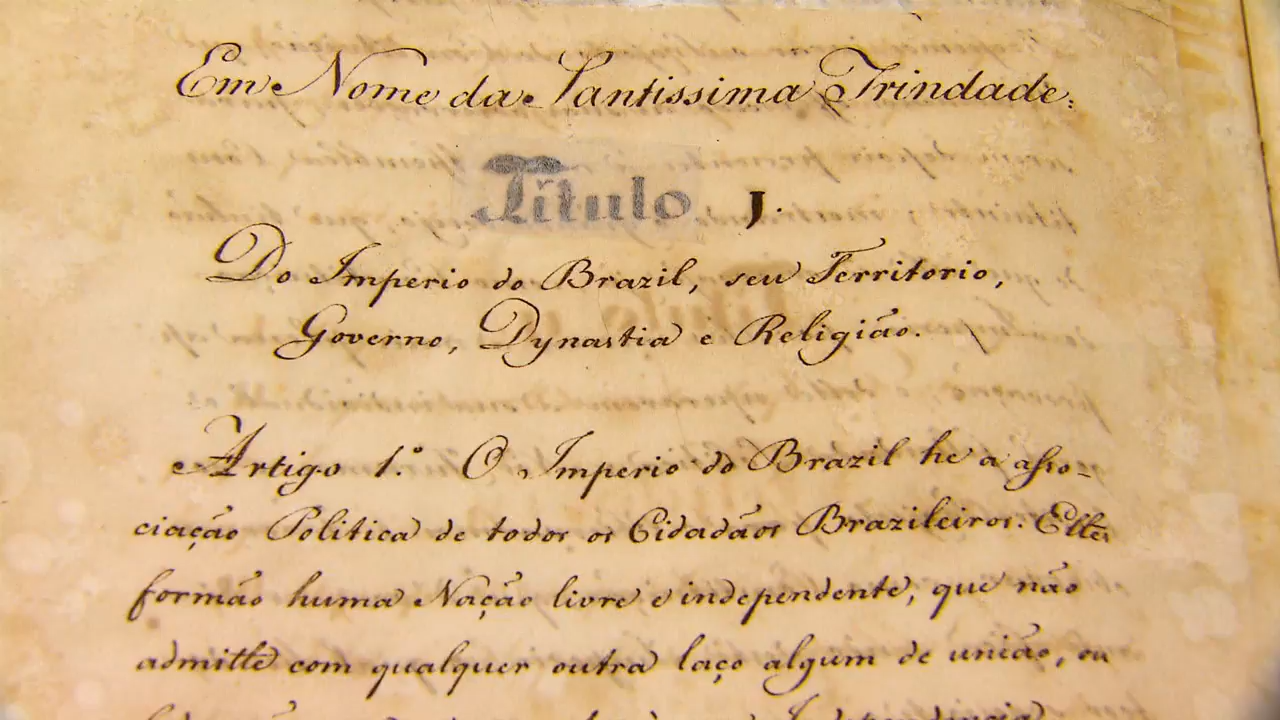 Em Nome da Santissima Trindade.
Titulo 1.
Do Imperio do Brazil, seu Territorio,
Governo, Dynastia e Religião.
Artigo 1.º O Imperio do Brazil he a asso-
ciação Politica de todos os Cidadãos Brazileiros. Elles
formão huma Nação livre e independente, que não
admitte com qualquer outra laço algum de união, ou
Independencia